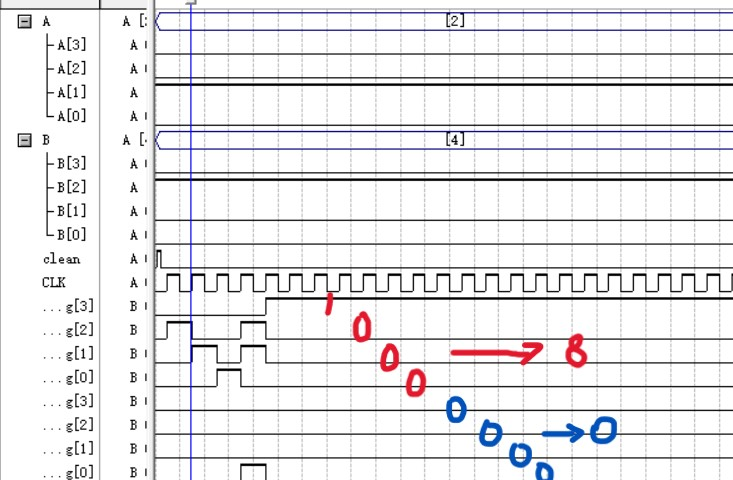 A A [ [2]
A[3] A
A[2] A
A[1] A
A[0] A
B A [ [4]
B[3] A
B[2] A
B[1] A
B[0] A
clean A
CLK A
...g[3] B 1
...g[2] B 0
...g[1] B 0 → 8
...g[0] B 0
...g[3] B 0
...g[2] B 0 → 0
...g[1] B 0
...g[0] B 0